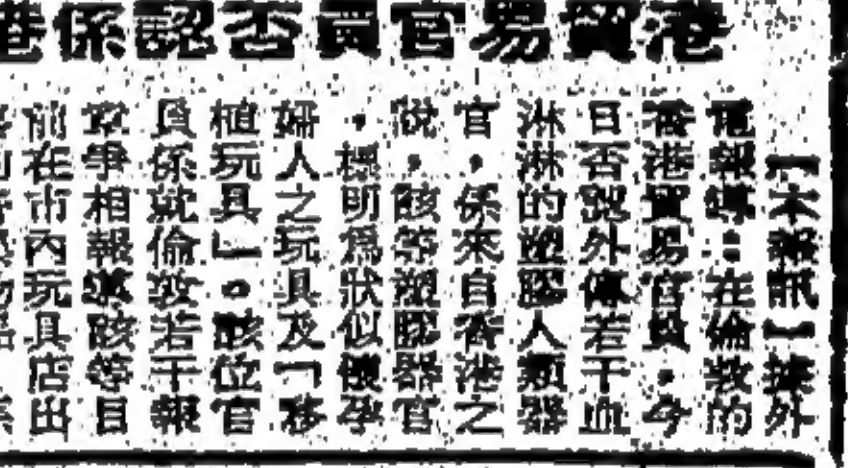 港貿易官員否認係港
【本報訊】據外
電報導：在倫敦的
香港貿易官員，今
日否認外傳若干血
淋淋的塑膠人類器
官，係來自香港之
說，該等塑膠器官
，標明爲狀似懷孕
婦人之玩具及「移
植玩具」。該位官
員係就倫敦若干報
章爭相報導該等目
前在市內玩具店出